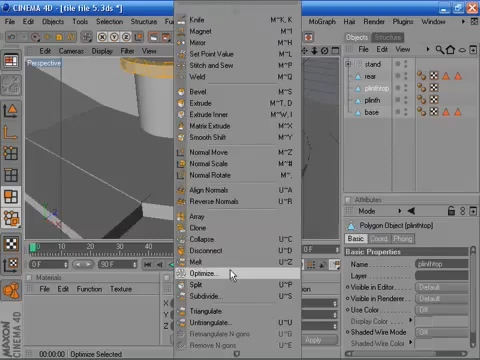 CINEMA 4D - [tile file 5.3ds *]
File Edit Objects Tools Selection Structure
MoGraph Hair Plugins
Edit Cameras Display Filter View
Perspective
Knife M~K, K
Magnet M~I
Mirror M~H
Set Point Value M~U
Stitch and Sew M~P
Weld M~Q
Bevel M~S
Extrude M~T, D
Extrude Inner M~W, I
Matrix Extrude M~X
Smooth Shift M~Y
Normal Move M~Z
Normal Scale M~#
Normal Rotate M~,
Align Normals U~A
Reverse Normals U~R
Array
Clone
Collapse U~C
Disconnect U~D
Melt U~Z
Optimize... U~O
Split U~P
Subdivide... U~S
Triangulate
Untriangulate... U~U
Retriangulate N-gons U~G
Remove N-gons U~E
Objects Structure
File Edit View
stand
rear
plinthtop
plinth
base
Attributes
Mode Edit
Polygon Object [plinthtop]
Basic Coord. Phong
Basic Properties
Name plinthtop
Layer
Visible in Editor Default
Visible in Renderer Default
Use Color Off
Display Color
Shaded Wire Mode Off
0 10 20 30 40
0 F 90 F
Materials
File Edit Function Texture
Apply
00:00:00 Optimize Selected
MAXON
CINEMA 4D